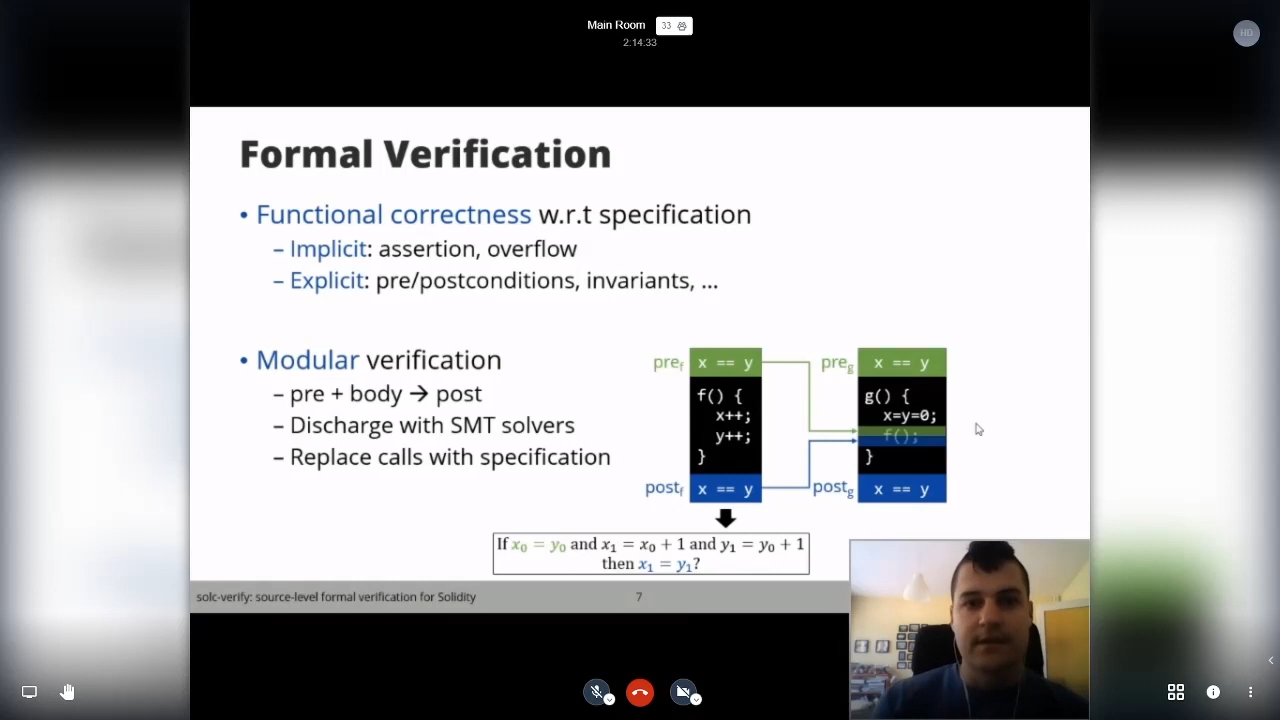 Main Room 33
2:14:33
HD
Formal Verification
• Functional correctness w.r.t specification
– Implicit: assertion, overflow
– Explicit: pre/postconditions, invariants, ...
• Modular verification
– pre + body → post
– Discharge with SMT solvers
– Replace calls with specification
pref x == y
f() {
x++;
y++;
}
postf x == y
preg x == y
g() {
x=y=0;
f();
}
postg x == y
If x₀ = y₀ and x₁ = x₀ + 1 and y₁ = y₀ + 1
then x₁ = y₁?
solc-verify: source-level formal verification for Solidity 7